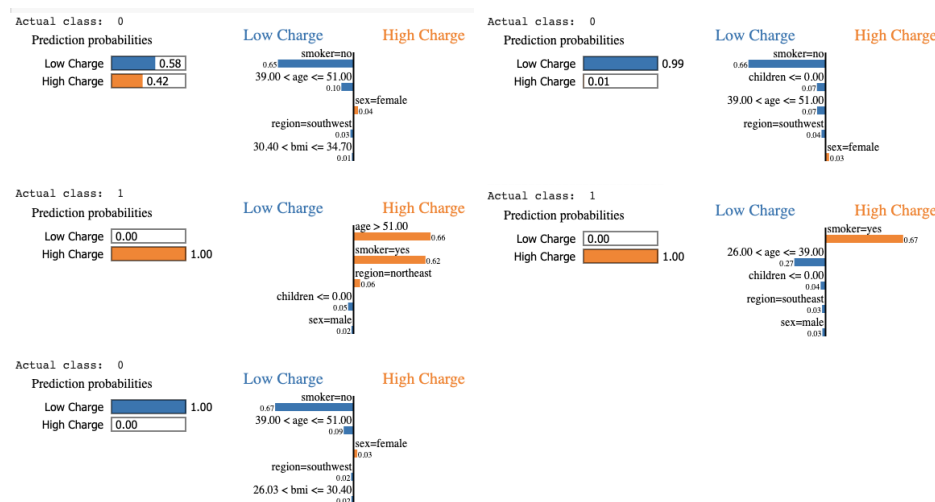 Actual class: 0
Prediction probabilities
Low Charge 0.58
High Charge 0.42
Low Charge High Charge
smoker=no
0.65
39.00 < age <= 51.00
0.10
sex=female
0.04
region=southwest
0.03
30.40 < bmi <= 34.70
0.01
Actual class: 0
Prediction probabilities
Low Charge 0.99
High Charge 0.01
Low Charge High Charge
smoker=no
0.66
children <= 0.00
0.07
39.00 < age <= 51.00
0.07
region=southwest
0.04
sex=female
0.03
Actual class: 1
Prediction probabilities
Low Charge 0.00
High Charge 1.00
Low Charge High Charge
age > 51.00
0.66
smoker=yes
0.62
region=northeast
0.06
children <= 0.00
0.05
sex=male
0.02
Actual class: 1
Prediction probabilities
Low Charge 0.00
High Charge 1.00
Low Charge High Charge
smoker=yes
0.67
26.00 < age <= 39.00
0.27
children <= 0.00
0.04
region=southeast
0.03
sex=male
0.03
Actual class: 0
Prediction probabilities
Low Charge 1.00
High Charge 0.00
Low Charge High Charge
smoker=no
0.67
39.00 < age <= 51.00
0.09
sex=female
0.03
region=southwest
0.02
26.03 < bmi <= 30.40
0.02